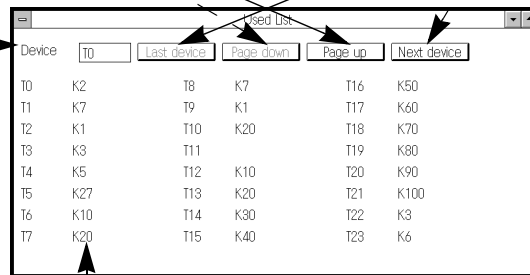 Used List
Device T0 Last device Page down Page up Next device
T0 K2 T8 K7 T16 K50
T1 K7 T9 K1 T17 K60
T2 K1 T10 K20 T18 K70
T3 K3 T11 T19 K80
T4 K5 T12 K10 T20 K90
T5 K27 T13 K20 T21 K100
T6 K10 T14 K30 T22 K3
T7 K20 T15 K40 T23 K6